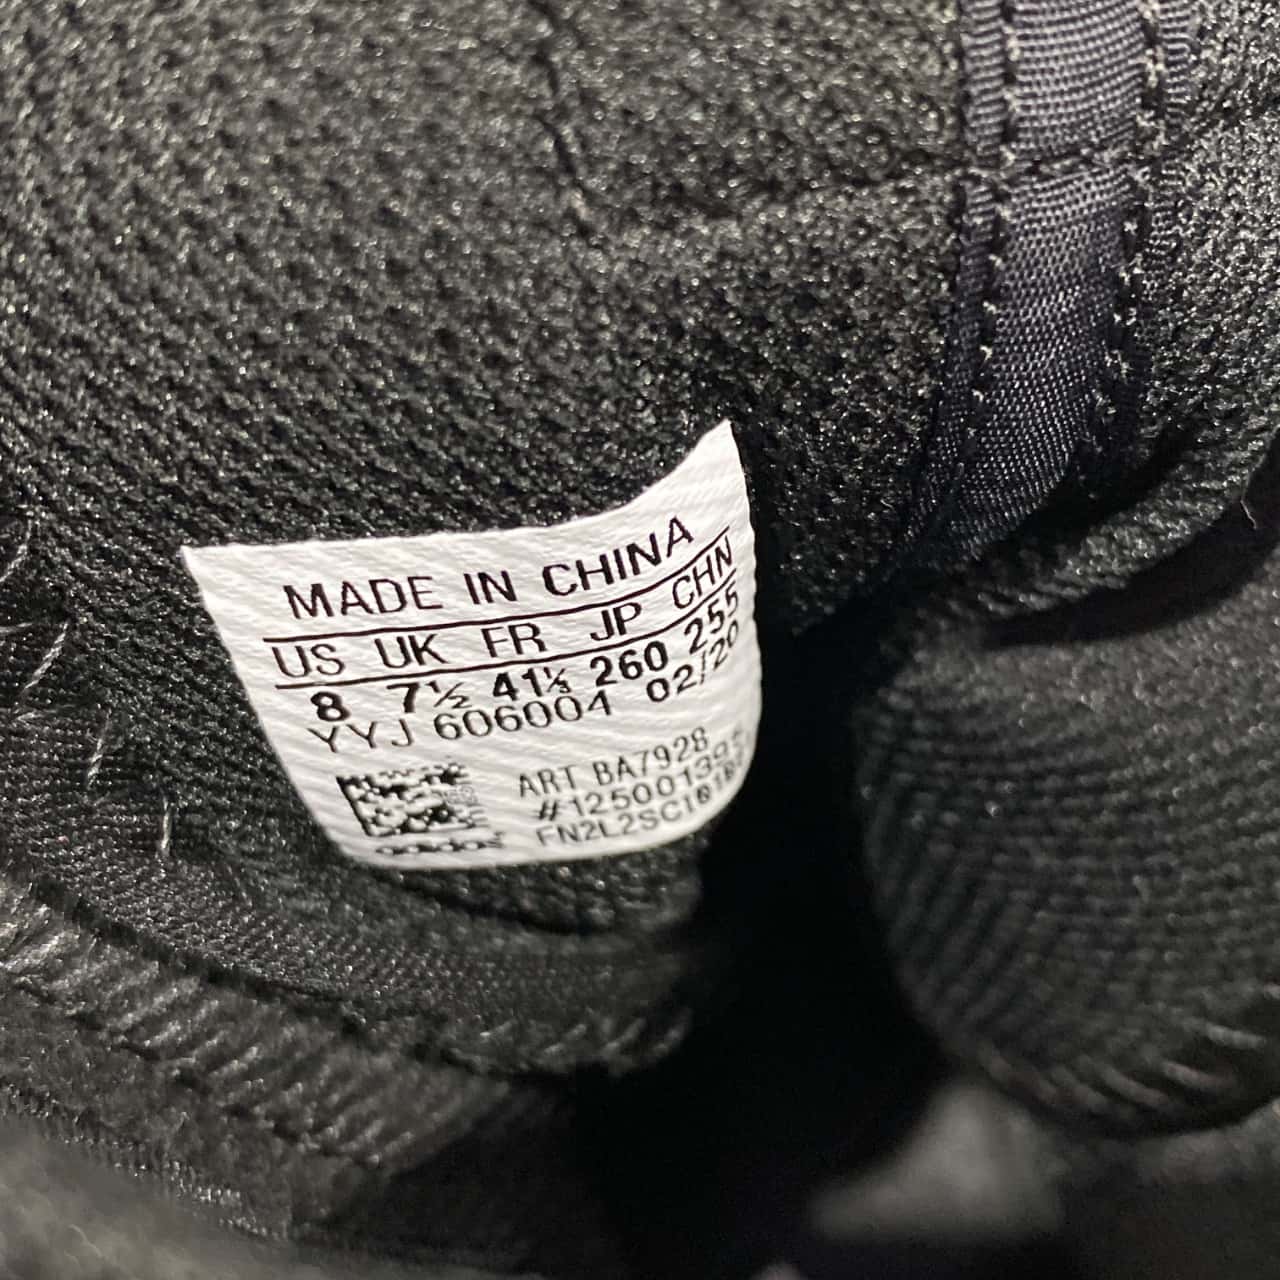 MADE IN CHINA
US UK FR JP CHN
8 7½ 41⅓ 260 255
YYJ 606004 02/20
ART BA7928
adidas